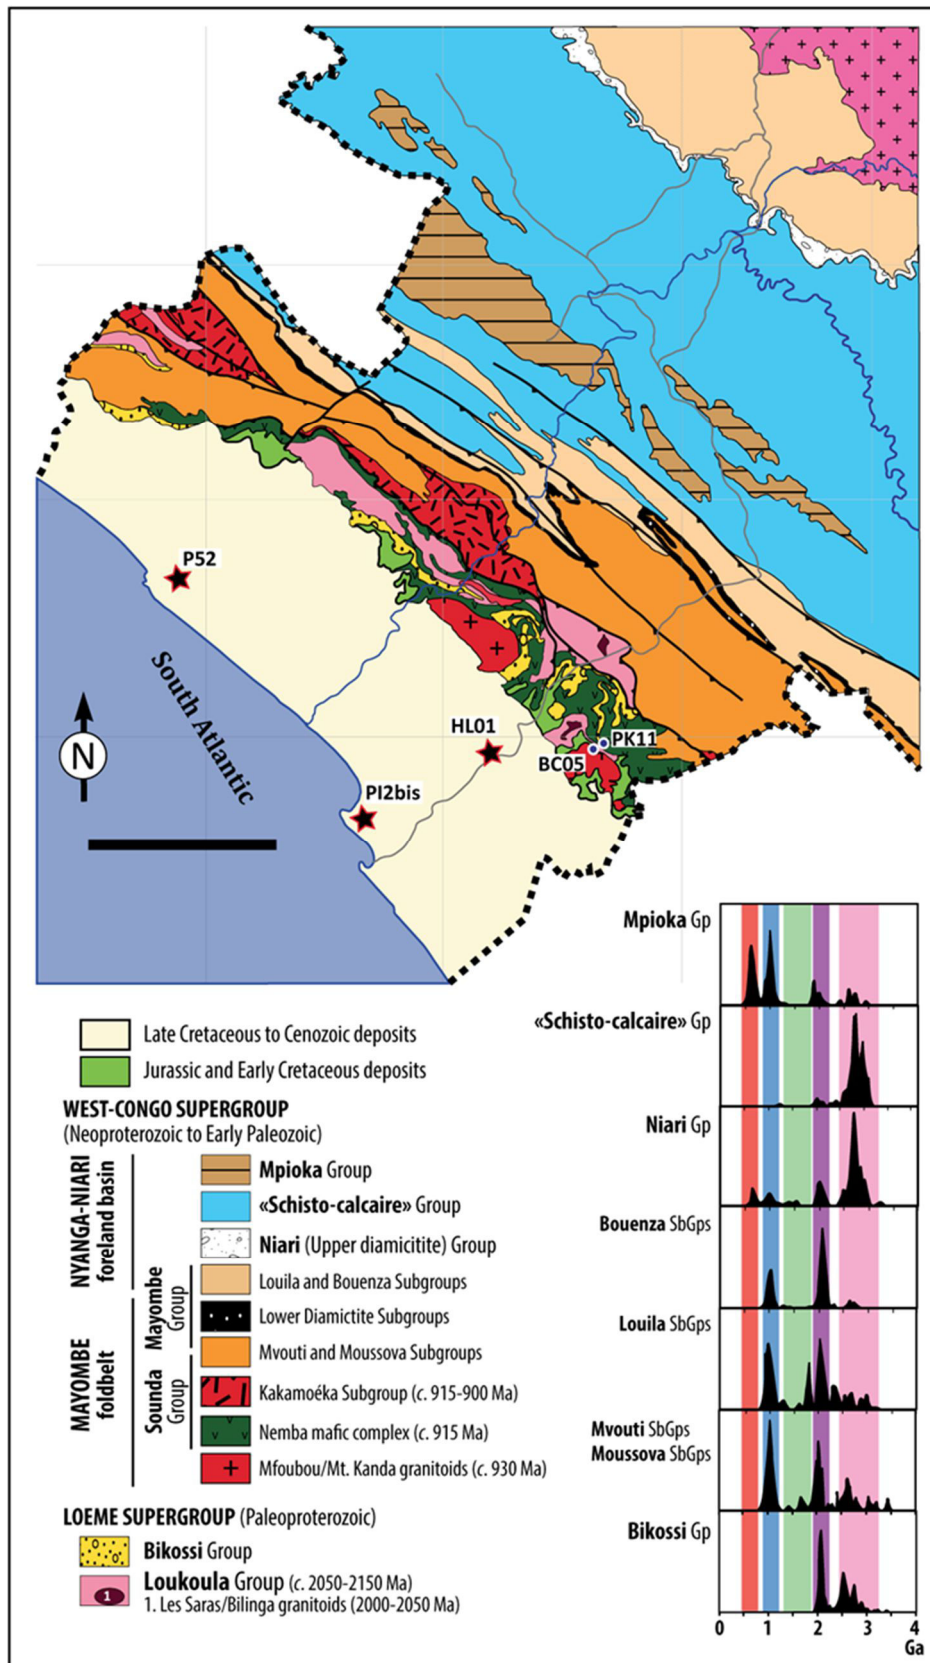 P52
South Atlantic
N
HL01
PK11
BC05
PI2bis
Late Cretaceous to Cenozoic deposits
Jurassic and Early Cretaceous deposits
WEST-CONGO SUPERGROUP
(Neoproterozoic to Early Paleozoic)
NYANGA-NIARI
foreland basin
MAYOMBE
foldbelt
Mayombe
Group
Sounda
Group
Mpioka Group
«Schisto-calcaire» Group
Niari (Upper diamicitite) Group
Louila and Bouenza Subgroups
Lower Diamictite Subgroups
Mvouti and Moussova Subgroups
Kakamoéka Subgroup (c. 915-900 Ma)
Nemba mafic complex (c. 915 Ma)
Mfoubou/Mt. Kanda granitoids (c. 930 Ma)
LOEME SUPERGROUP (Paleoproterozoic)
Bikossi Group
1
Loukoula Group (c. 2050-2150 Ma)
1. Les Saras/Bilinga granitoids (2000-2050 Ma)
Mpioka Gp
«Schisto-calcaire» Gp
Niari Gp
Bouenza SbGps
Louila SbGps
Mvouti SbGps
Moussova SbGps
Bikossi Gp
0 1 2 3 4
Ga